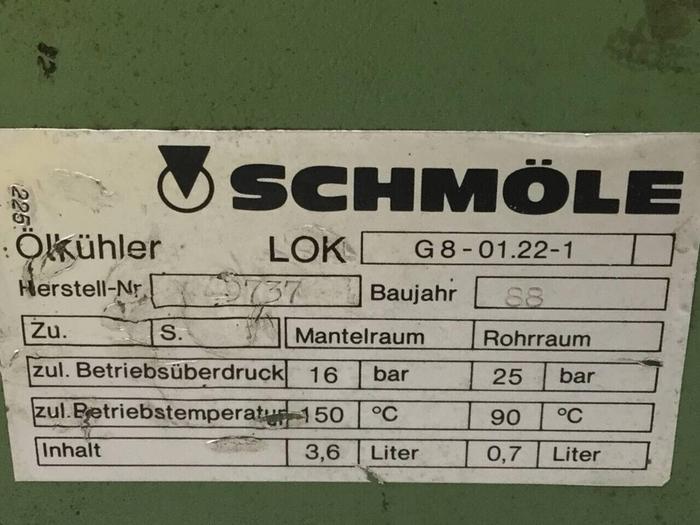 SCHMÖLE
Ölkühler LOK G8-01.22-1
Herstell-Nr. 9737 Baujahr 88
Zu. S. Mantelraum Rohrraum
zul. Betriebsüberdruck 16 bar 25 bar
zul. Betriebstemperatur 150 °C 90 °C
Inhalt 3,6 Liter 0,7 Liter